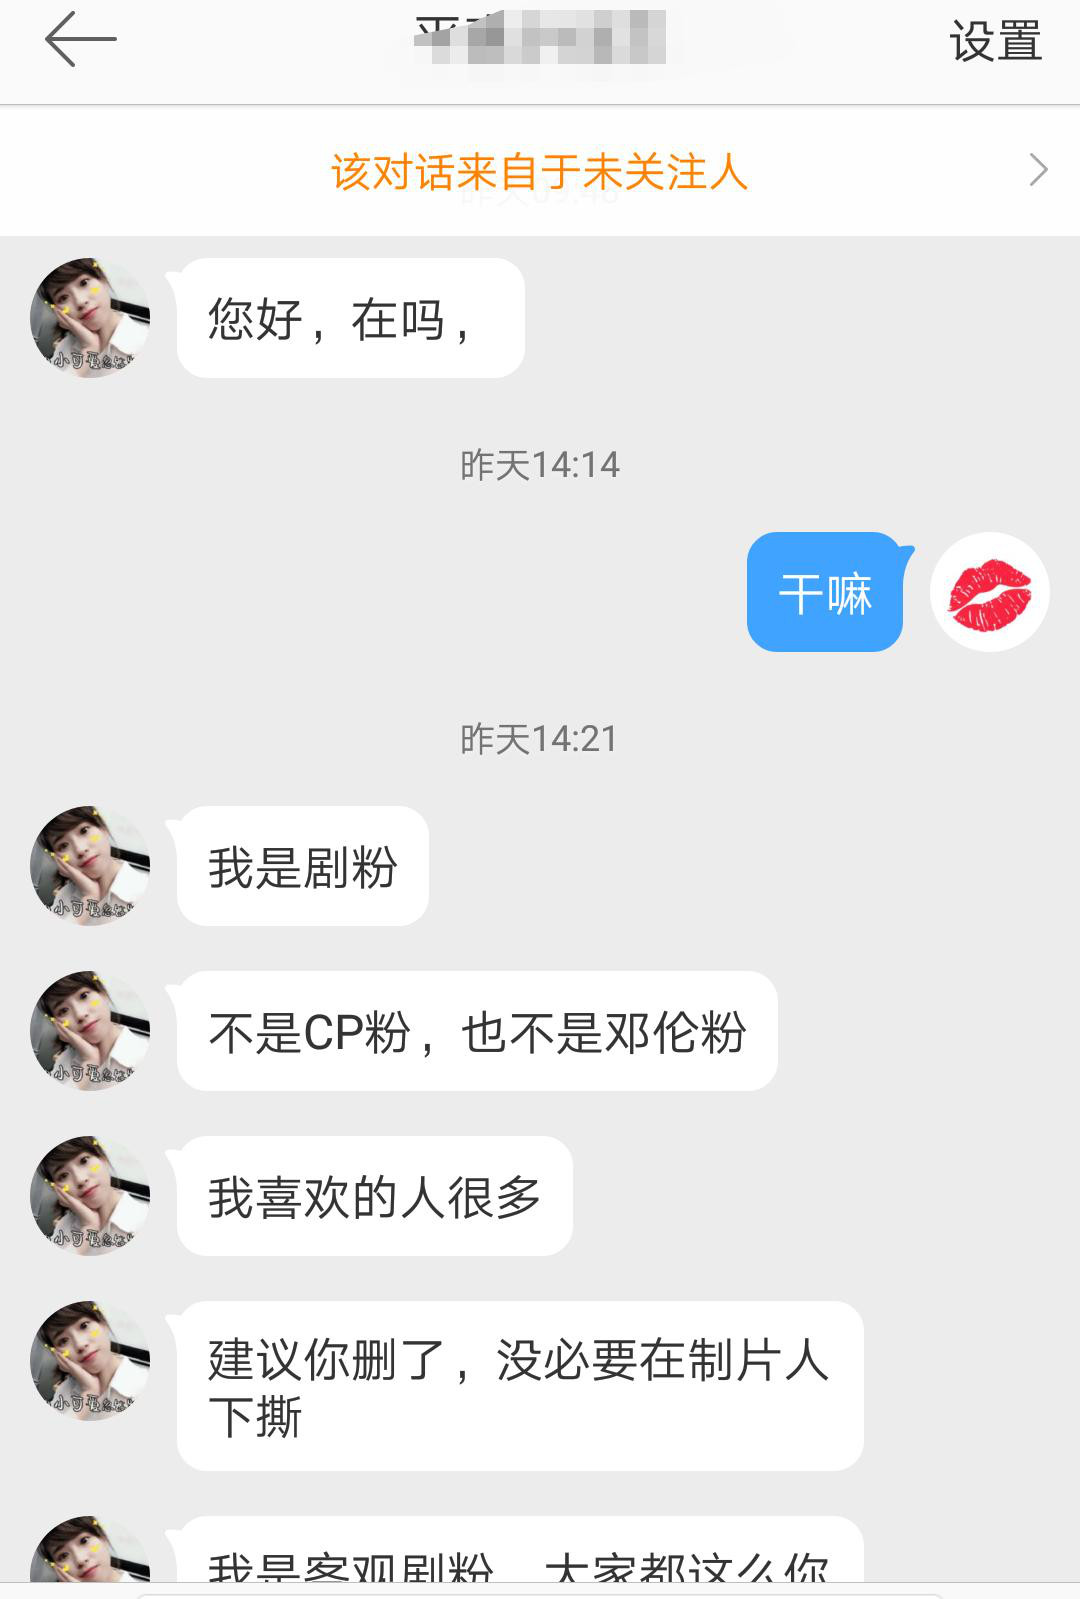 设置
该对话来自于未关注人
您好，在吗，
昨天14:14
干嘛
昨天14:21
我是剧粉
不是CP粉，也不是邓伦粉
我喜欢的人很多
建议你删了，没必要在制片人
下撕
我是客观剧粉 大家都这么你